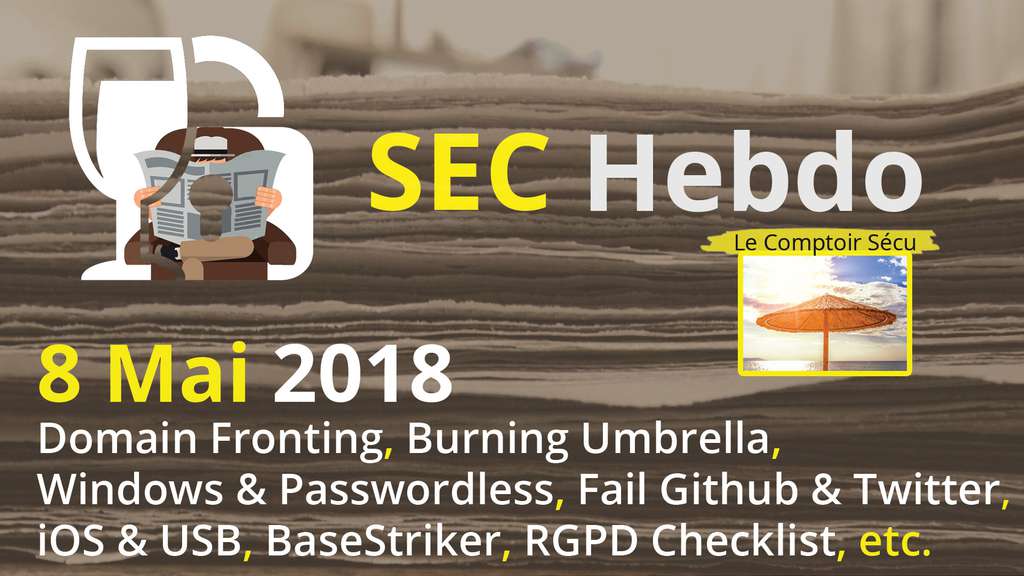 SEC Hebdo
Le Comptoir Sécu
8 Mai 2018
Domain Fronting, Burning Umbrella,
Windows & Passwordless, Fail Github & Twitter,
iOS & USB, BaseStriker, RGPD Checklist, etc.